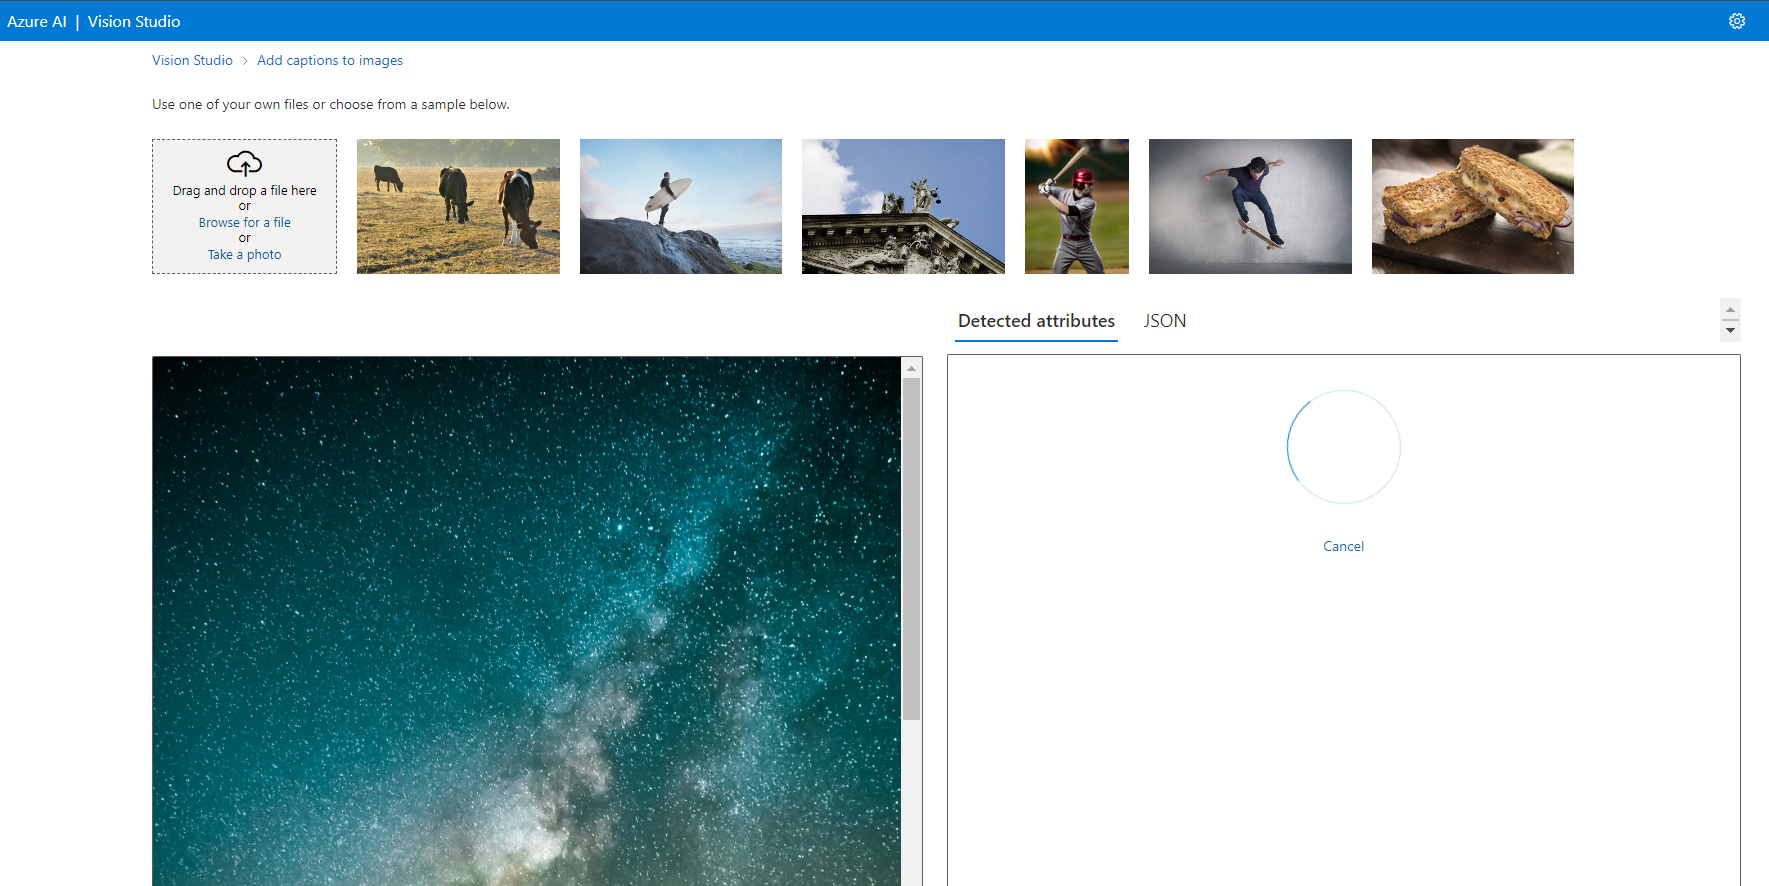 Azure AI | Vision Studio
Vision Studio > Add captions to images
Use one of your own files or choose from a sample below.
Drag and drop a file here
or
Browse for a file
or
Take a photo
Detected attributes
JSON
Cancel